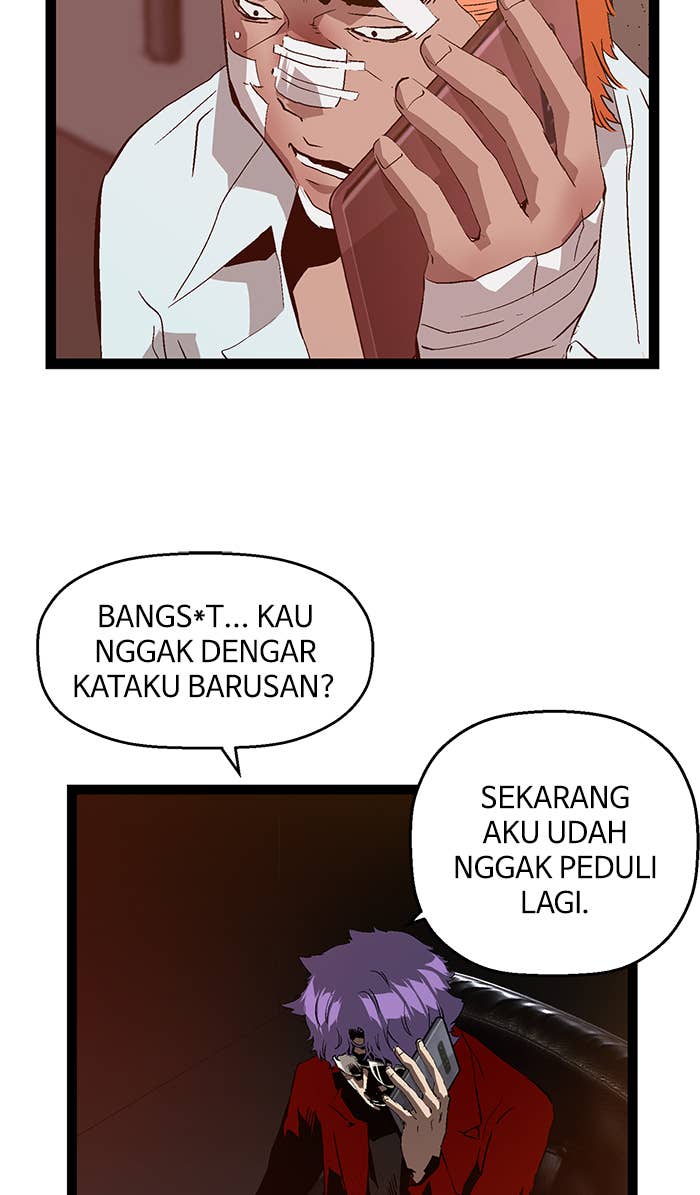 BANGS*T... KAU
NGGAK DENGAR
KATAKU BARUSAN?
SEKARANG
AKU UDAH
NGGAK PEDULI
LAGI.